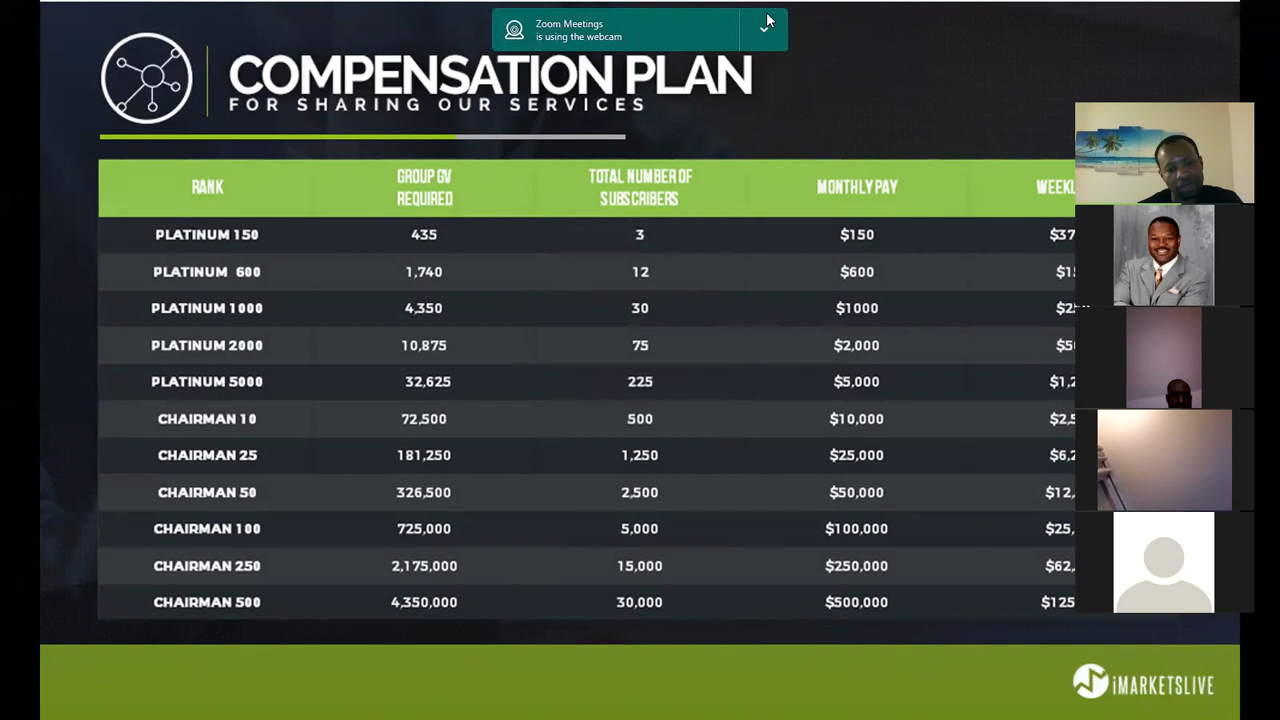 Zoom Meetings
is using the webcam
COMPENSATION PLAN
FOR SHARING OUR SERVICES
RANK GROUP GV REQUIRED TOTAL NUMBER OF SUBSCRIBERS MONTHLY PAY
PLATINUM 150 435 3 $150
PLATINUM 600 1,740 12 $600
PLATINUM 1000 4,350 30 $1000
PLATINUM 2000 10,875 75 $2,000
PLATINUM 5000 32,625 225 $5,000
CHAIRMAN 10 72,500 500 $10,000
CHAIRMAN 25 181,250 1,250 $25,000
CHAIRMAN 50 326,500 2,500 $50,000
CHAIRMAN 100 725,000 5,000 $100,000
CHAIRMAN 250 2,175,000 15,000 $250,000
CHAIRMAN 500 4,350,000 30,000 $500,000
iMARKETSLIVE